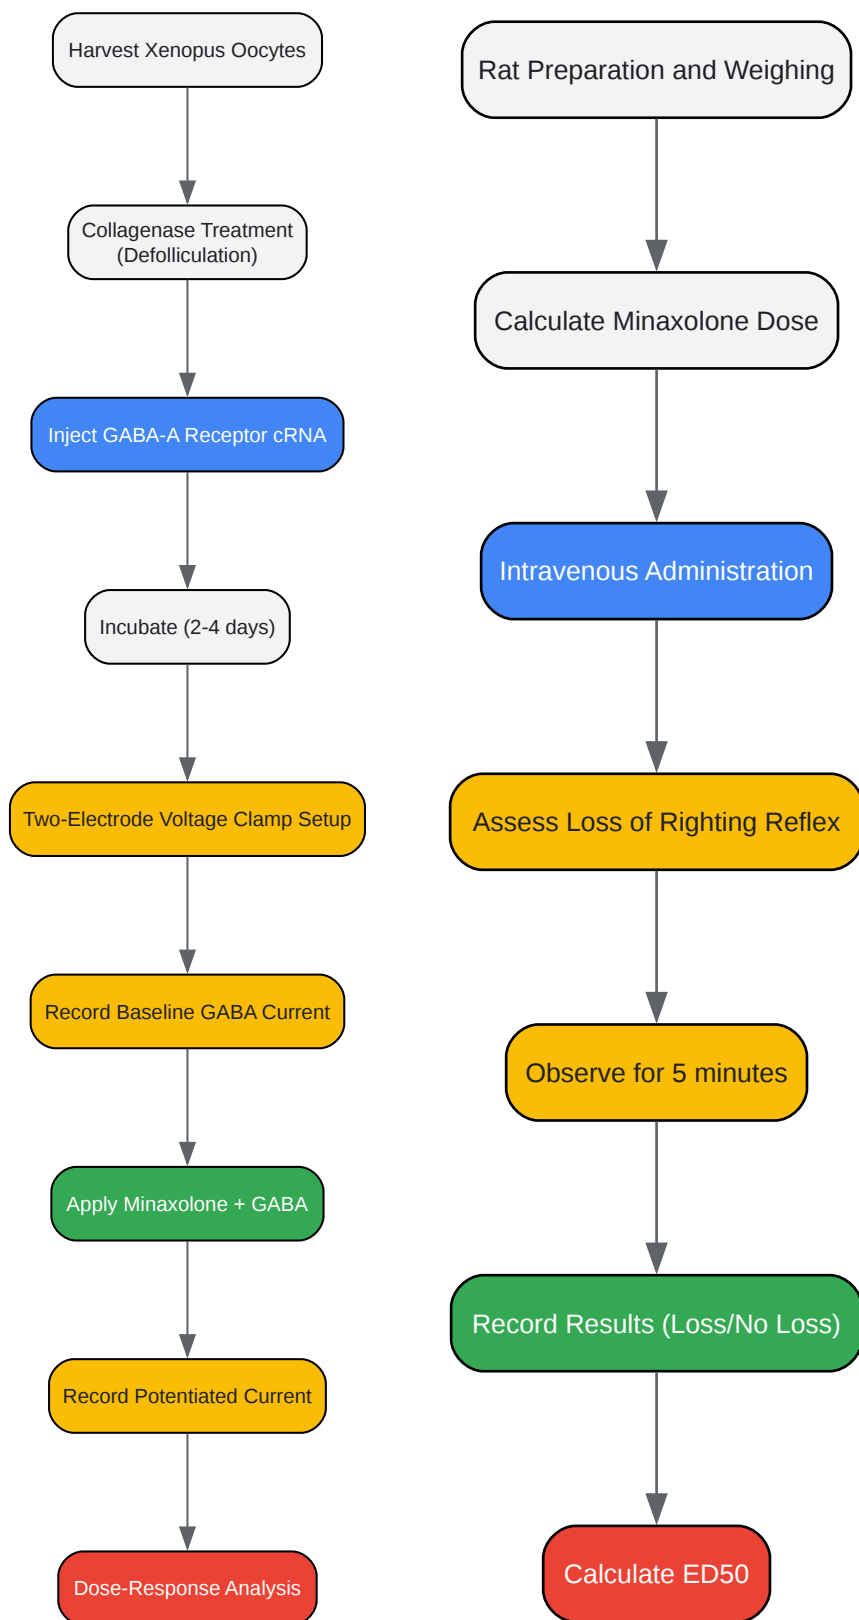 Harvest Xenopus Oocytes
Collagenase Treatment
(Defolliculation)
Inject GABA-A Receptor cRNA
Incubate (2-4 days)
Two-Electrode Voltage Clamp Setup
Record Baseline GABA Current
Apply Minaxolone + GABA
Record Potentiated Current
Dose-Response Analysis
Rat Preparation and Weighing
Calculate Minaxolone Dose
Intravenous Administration
Assess Loss of Righting Reflex
Observe for 5 minutes
Record Results (Loss/No Loss)
Calculate ED50